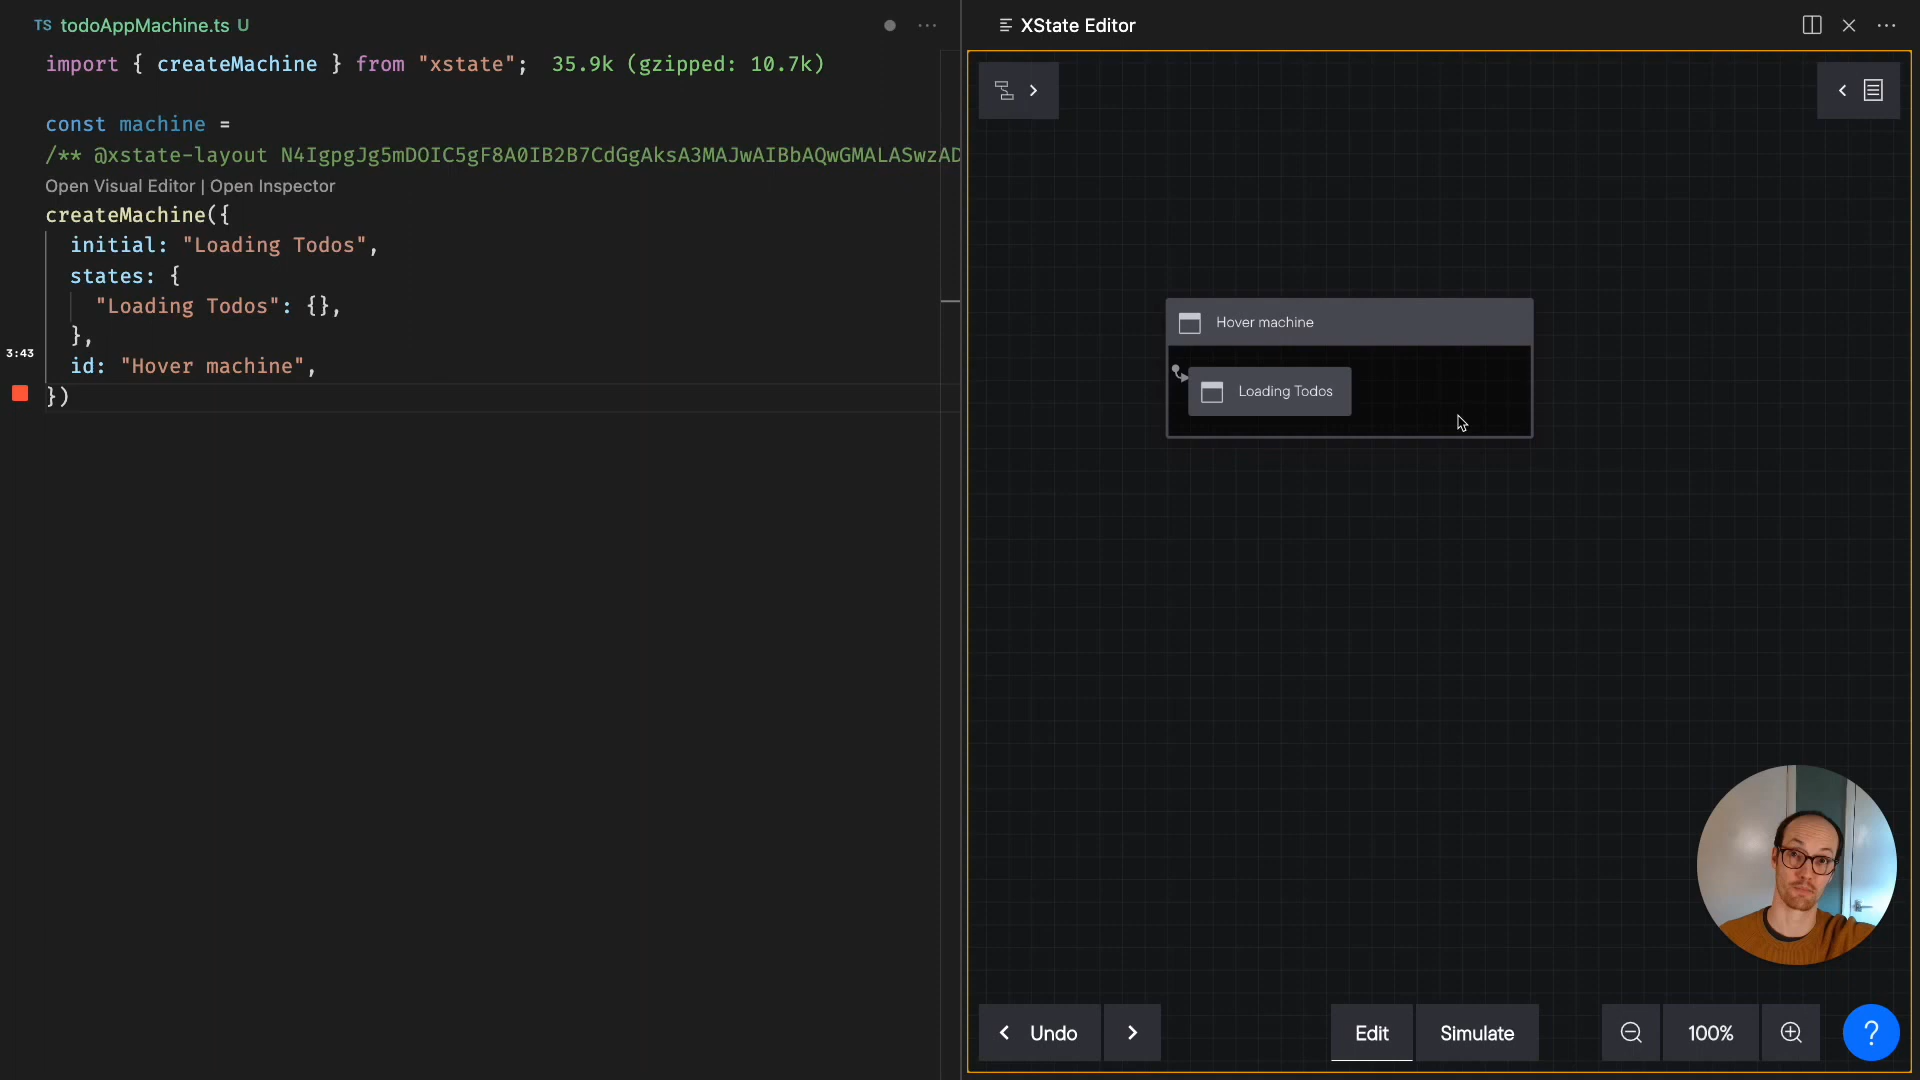 TS todoAppMachine.ts U
import { createMachine } from "xstate"; 35.9k (gzipped: 10.7k)
const machine =
/** @xstate-layout N4IgpgJg5mDOIC5gF8A0IB2B7CdGgAksA3MAJwAIBbAQwGMALASwzAD
Open Visual Editor | Open Inspector
createMachine({
initial: "Loading Todos",
states: {
"Loading Todos": {},
},
3:43
id: "Hover machine",
})
XState Editor
Hover machine
Loading Todos
Undo
Edit
Simulate
100%
?